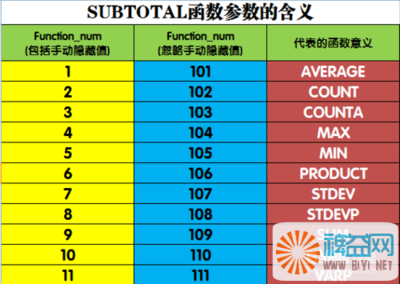 SUBTOTAL函数参数的含义
Function_num
(包括手动隐藏值)
Function_num
(忽略手动隐藏值)
代表的函数意义
1 101 AVERAGE
2 102 COUNT
3 103 COUNTA
4 104 MAX
5 105 MIN
6 106 PRODUCT
7 107 STDEV
8 108 STDEVP
9 109 SUM
10 110
11 111 VARP
稗益网
www.BIYI.NET